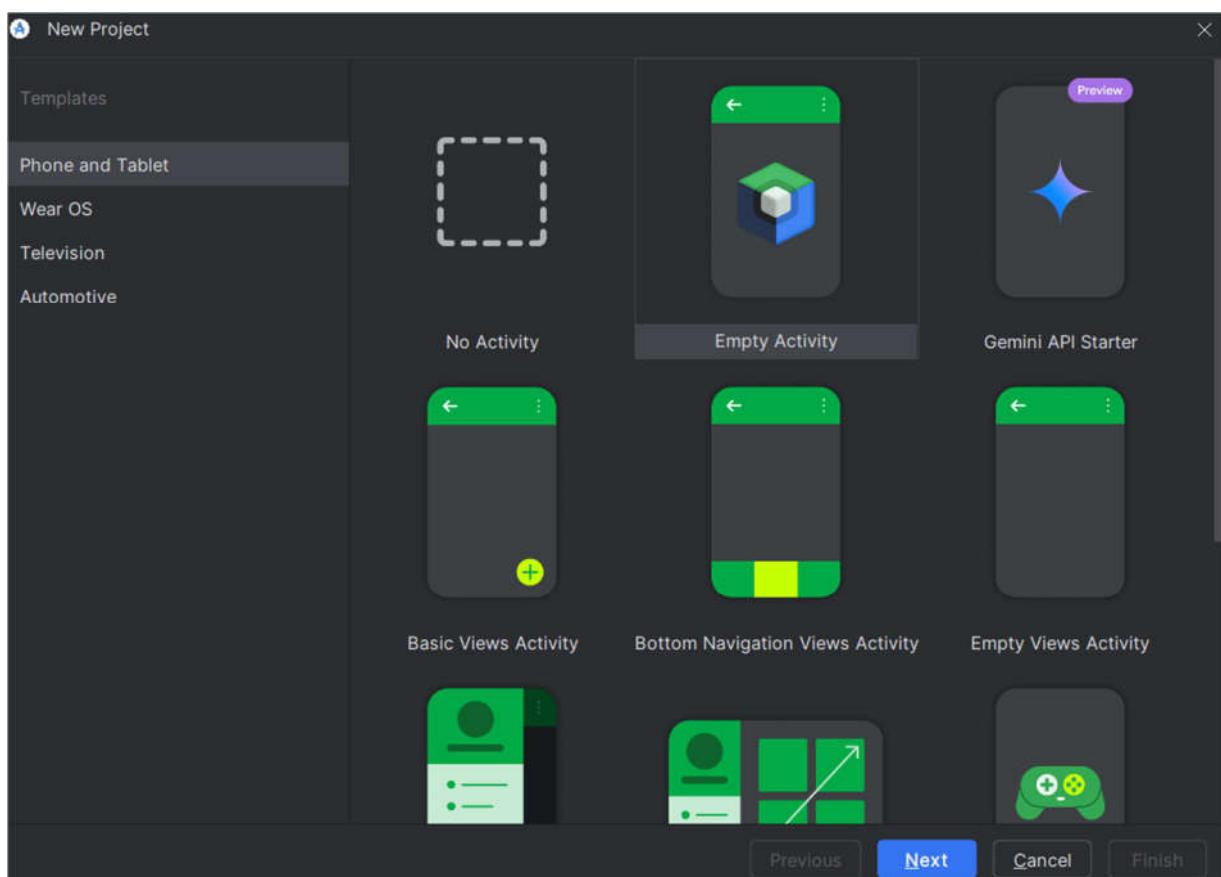 New Project
Templates
Phone and Tablet
Wear OS
Television
Automotive
Preview
No Activity
Empty Activity
Gemini API Starter
Basic Views Activity
Bottom Navigation Views Activity
Empty Views Activity
Previous
Next
Cancel
Finish